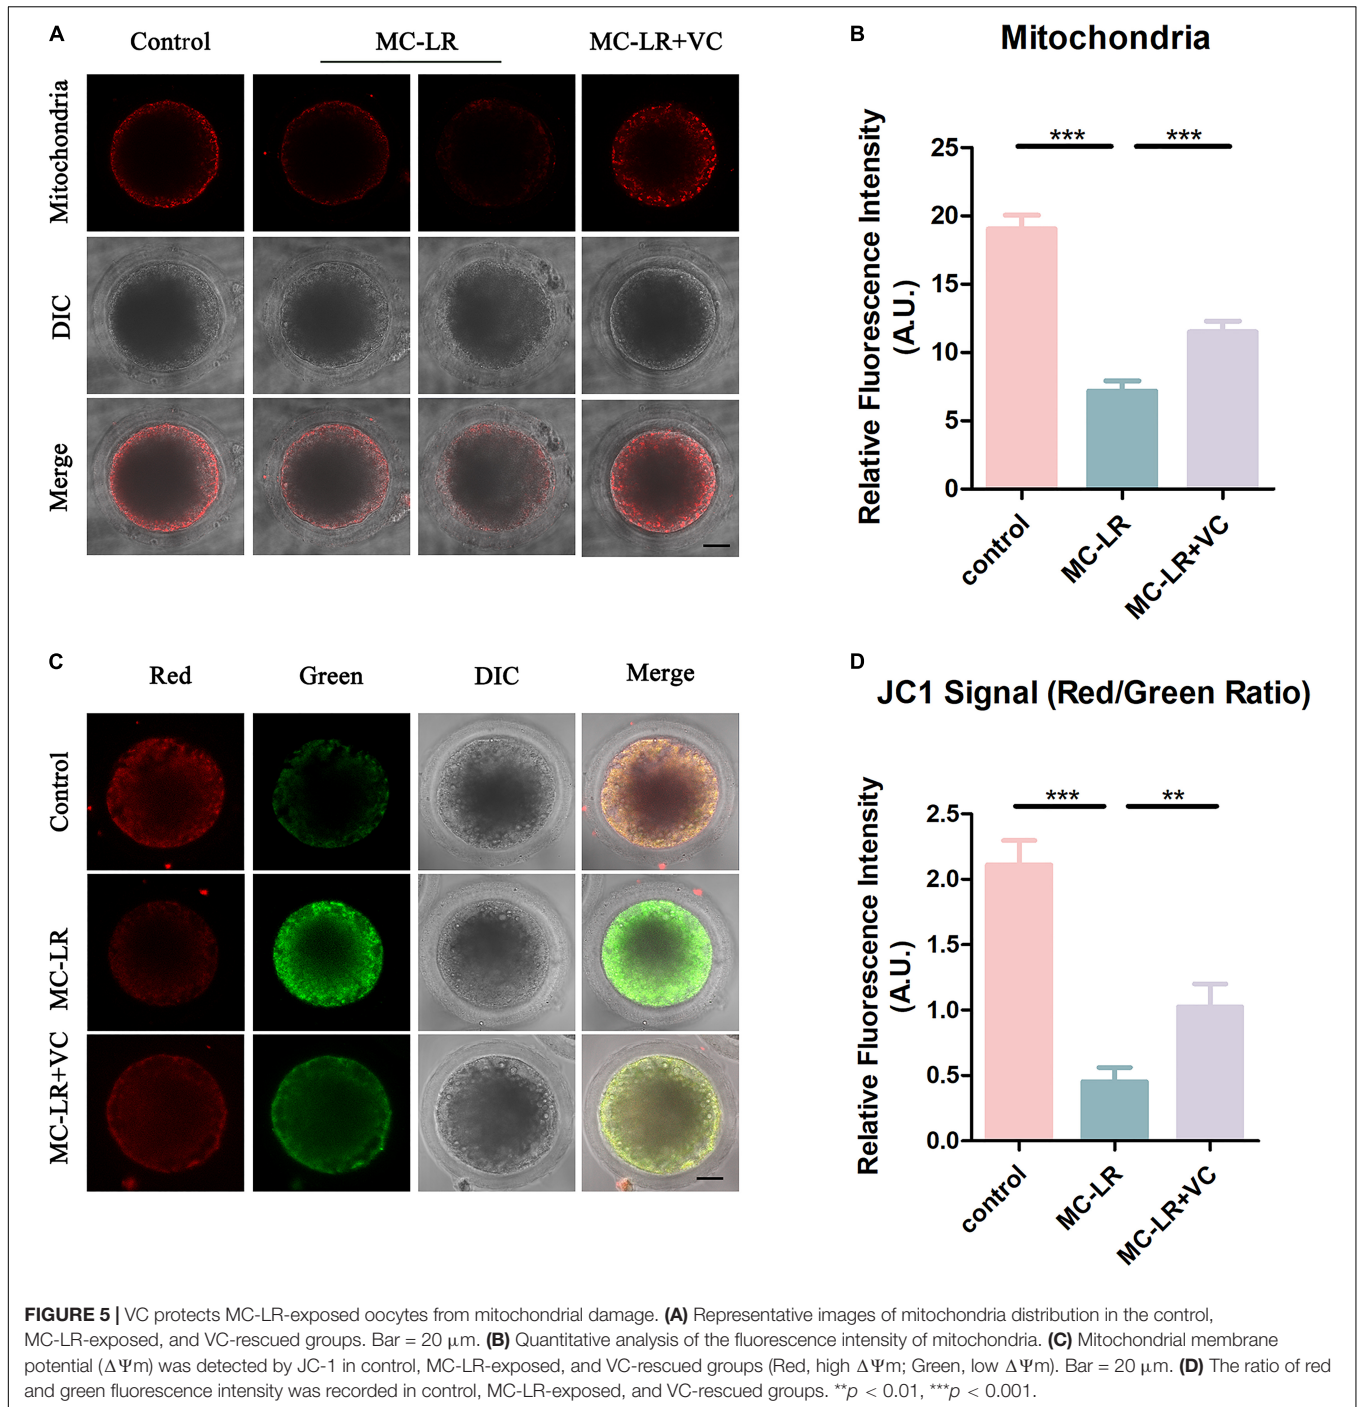 A
Control
MC-LR
MC-LR+VC
Mitochondria
DIC
Merge
B
Mitochondria
Relative Fluorescence Intensity
(A.U.)
25
20
15
10
5
0
***
***
control
MC-LR
MC-LR+VC
C
Red
Green
DIC
Merge
Control
MC-LR
MC-LR+VC
D
JC1 Signal (Red/Green Ratio)
Relative Fluorescence Intensity
(A.U.)
2.5
2.0
1.5
1.0
0.5
0.0
***
**
control
MC-LR
MC-LR+VC
FIGURE 5 | VC protects MC-LR-exposed oocytes from mitochondrial damage. (A) Representative images of mitochondria distribution in the control,
MC-LR-exposed, and VC-rescued groups. Bar = 20 μm. (B) Quantitative analysis of the fluorescence intensity of mitochondria. (C) Mitochondrial membrane
potential (ΔΨm) was detected by JC-1 in control, MC-LR-exposed, and VC-rescued groups (Red, high ΔΨm; Green, low ΔΨm). Bar = 20 μm. (D) The ratio of red
and green fluorescence intensity was recorded in control, MC-LR-exposed, and VC-rescued groups. **p < 0.01, ***p < 0.001.